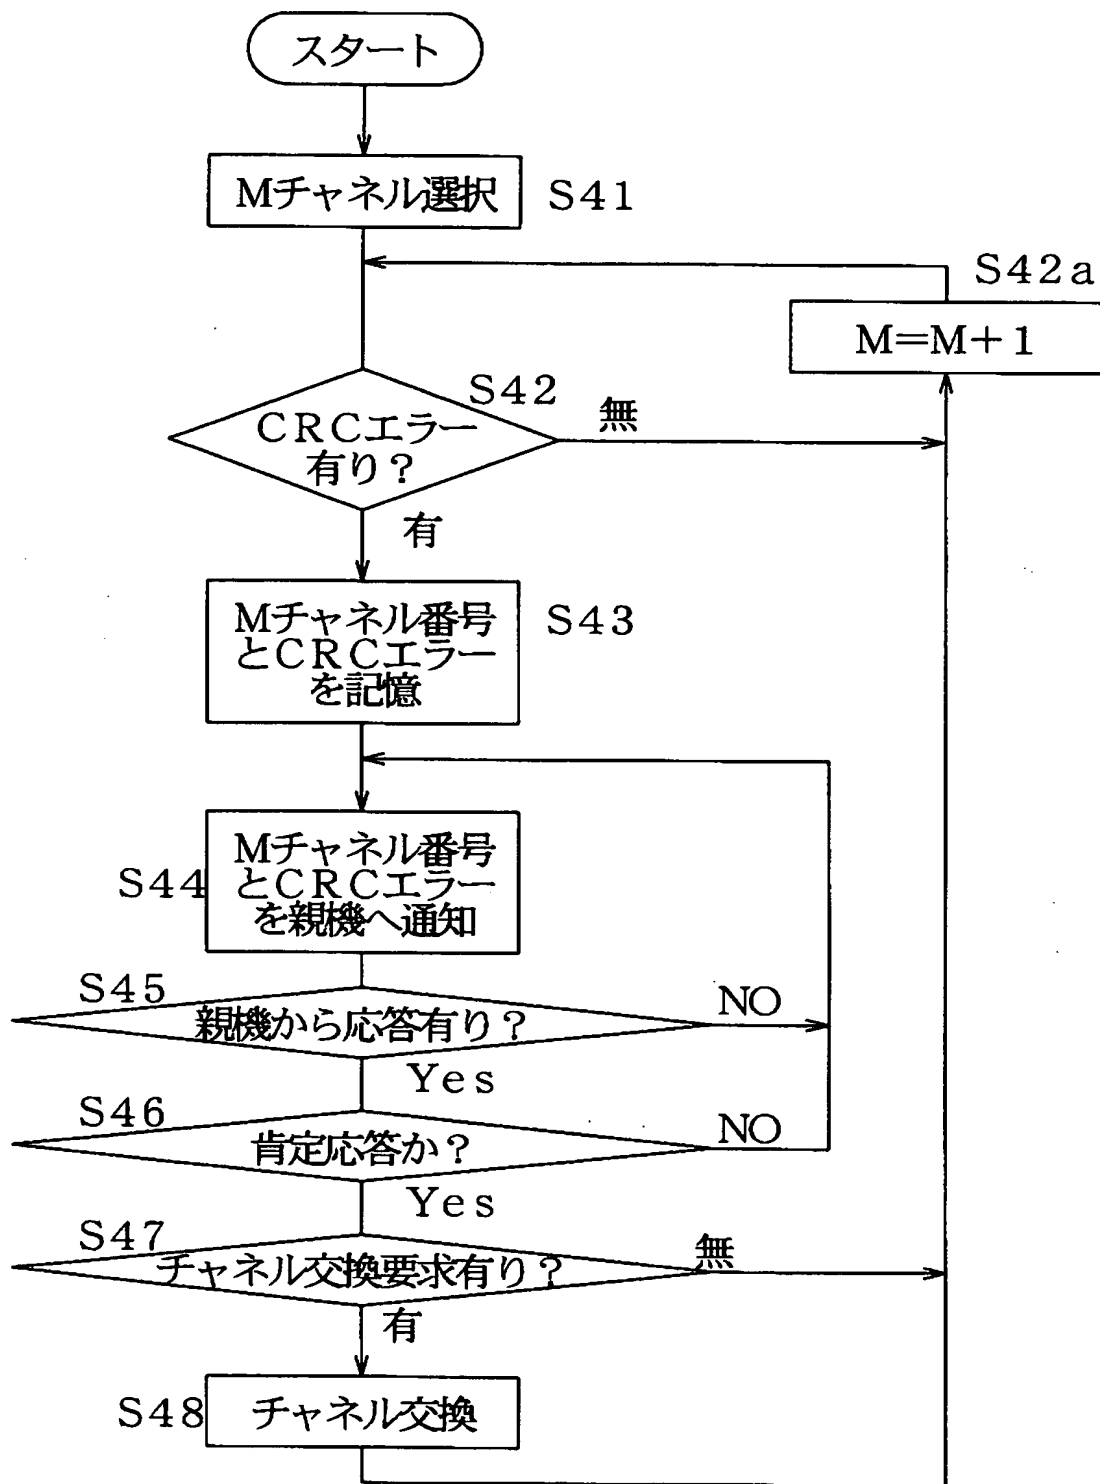 スタート
Mチャネル選択
S41
S42a
M=M+1
S42
CRCエラー
有り?
無
有
Mチャネル番号
とCRCエラー
を記憶
S43
Mチャネル番号
とCRCエラー
を親機へ通知
S44
S45
親機から応答有り?
NO
Yes
S46
肯定応答か?
NO
Yes
S47
チャネル交換要求有り?
無
有
S48
チャネル交換